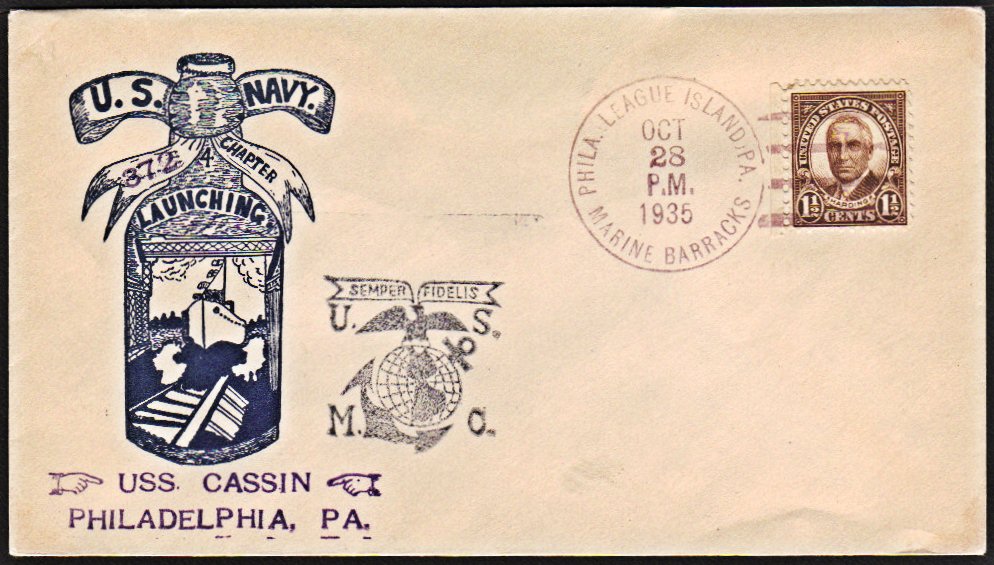 U. S. NAVY.
372 4 CHAPTER
LAUNCHING.
SEMPER FIDELIS
U. S.
M. C.
USS. CASSIN
PHILADELPHIA, PA.
PHILA., LEAGUE ISLAND, PA.
OCT
28
P.M.
1935
MARINE BARRACKS
UNITED STATES POSTAGE
HARDING
1½ CENTS 1½